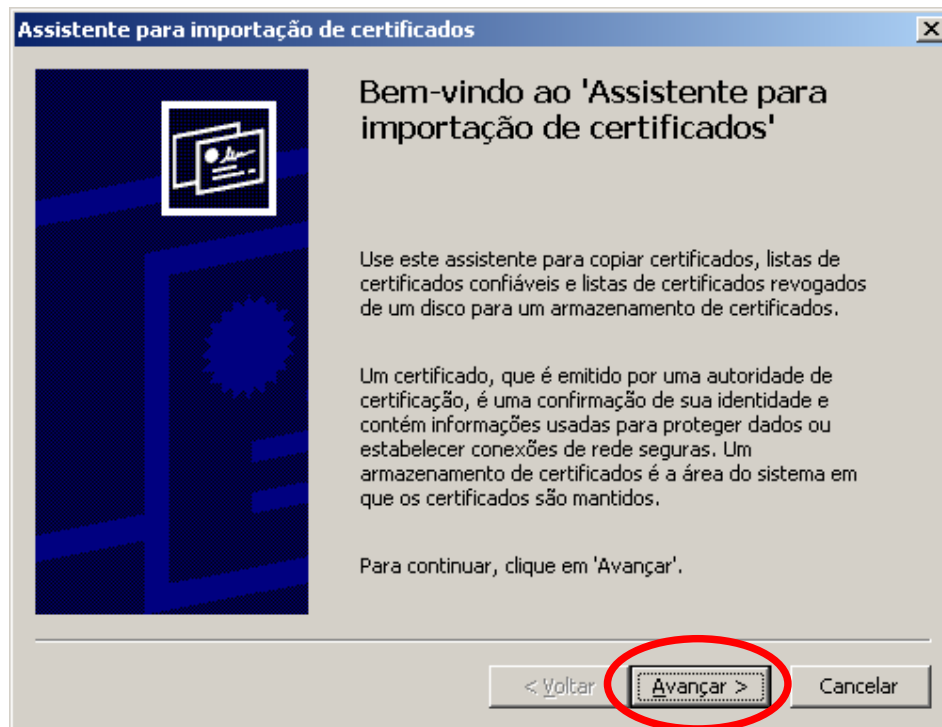 Assistente para importação de certificados
Bem-vindo ao 'Assistente para
importação de certificados'
Use este assistente para copiar certificados, listas de
certificados confiáveis e listas de certificados revogados
de um disco para um armazenamento de certificados.
Um certificado, que é emitido por uma autoridade de
certificação, é uma confirmação de sua identidade e
contém informações usadas para proteger dados ou
estabelecer conexões de rede seguras. Um
armazenamento de certificados é a área do sistema em
que os certificados são mantidos.
Para continuar, clique em 'Avançar'.
< Voltar Avançar > Cancelar